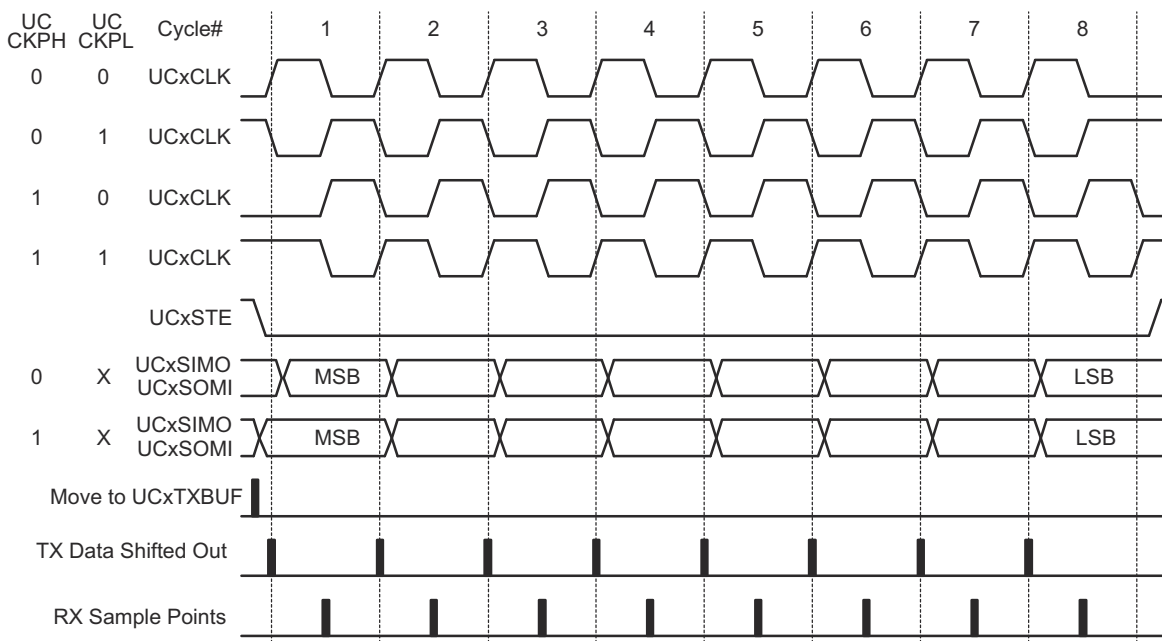 UC CKPH UC CKPL Cycle# 1 2 3 4 5 6 7 8
0 0 UCxCLK
0 1 UCxCLK
1 0 UCxCLK
1 1 UCxCLK
UCxSTE
0 X UCxSIMO UCxSOMI MSB LSB
1 X UCxSIMO UCxSOMI MSB LSB
Move to UCxTXBUF
TX Data Shifted Out
RX Sample Points